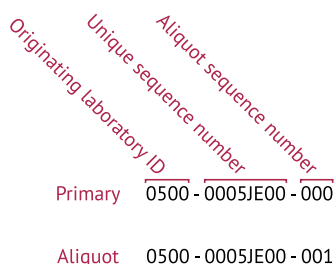 Originating laboratory ID
Unique sequence number
Aliquot sequence number
Primary 0500 - 0005JE00 - 000
Aliquot 0500 - 0005JE00 - 001